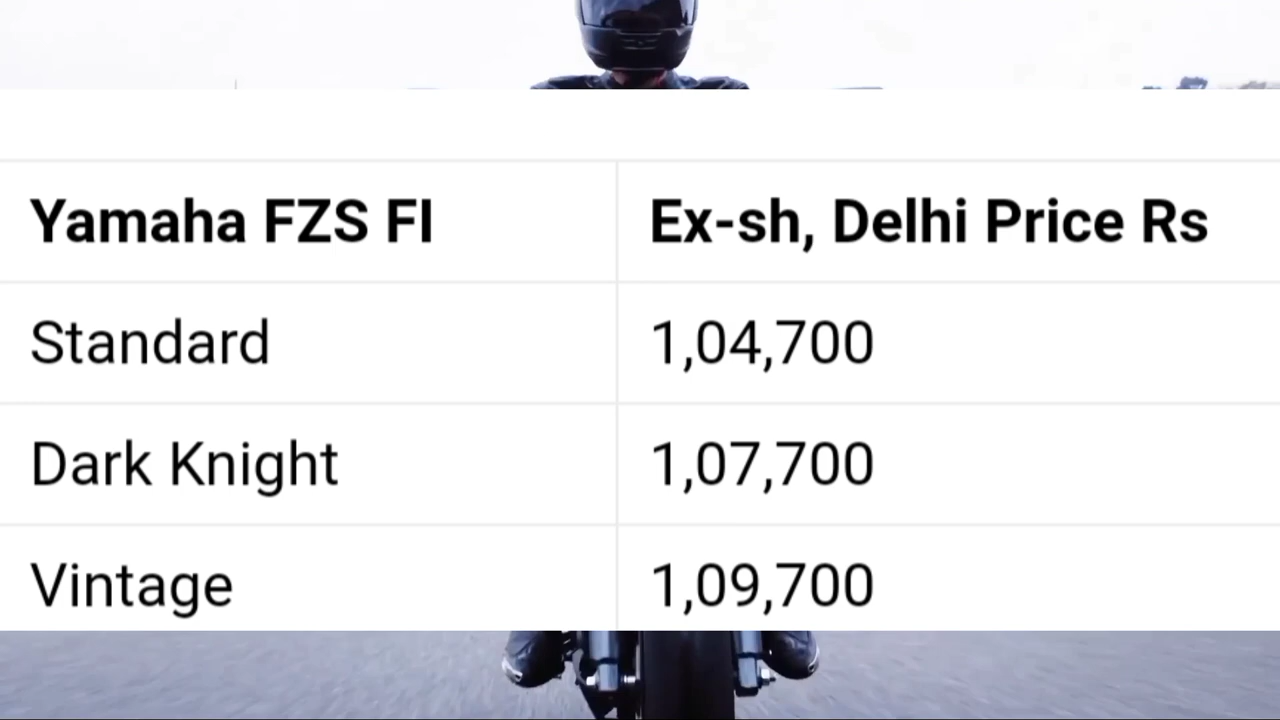 Yamaha FZS FI Ex-sh, Delhi Price Rs
Standard 1,04,700
Dark Knight 1,07,700
Vintage 1,09,700